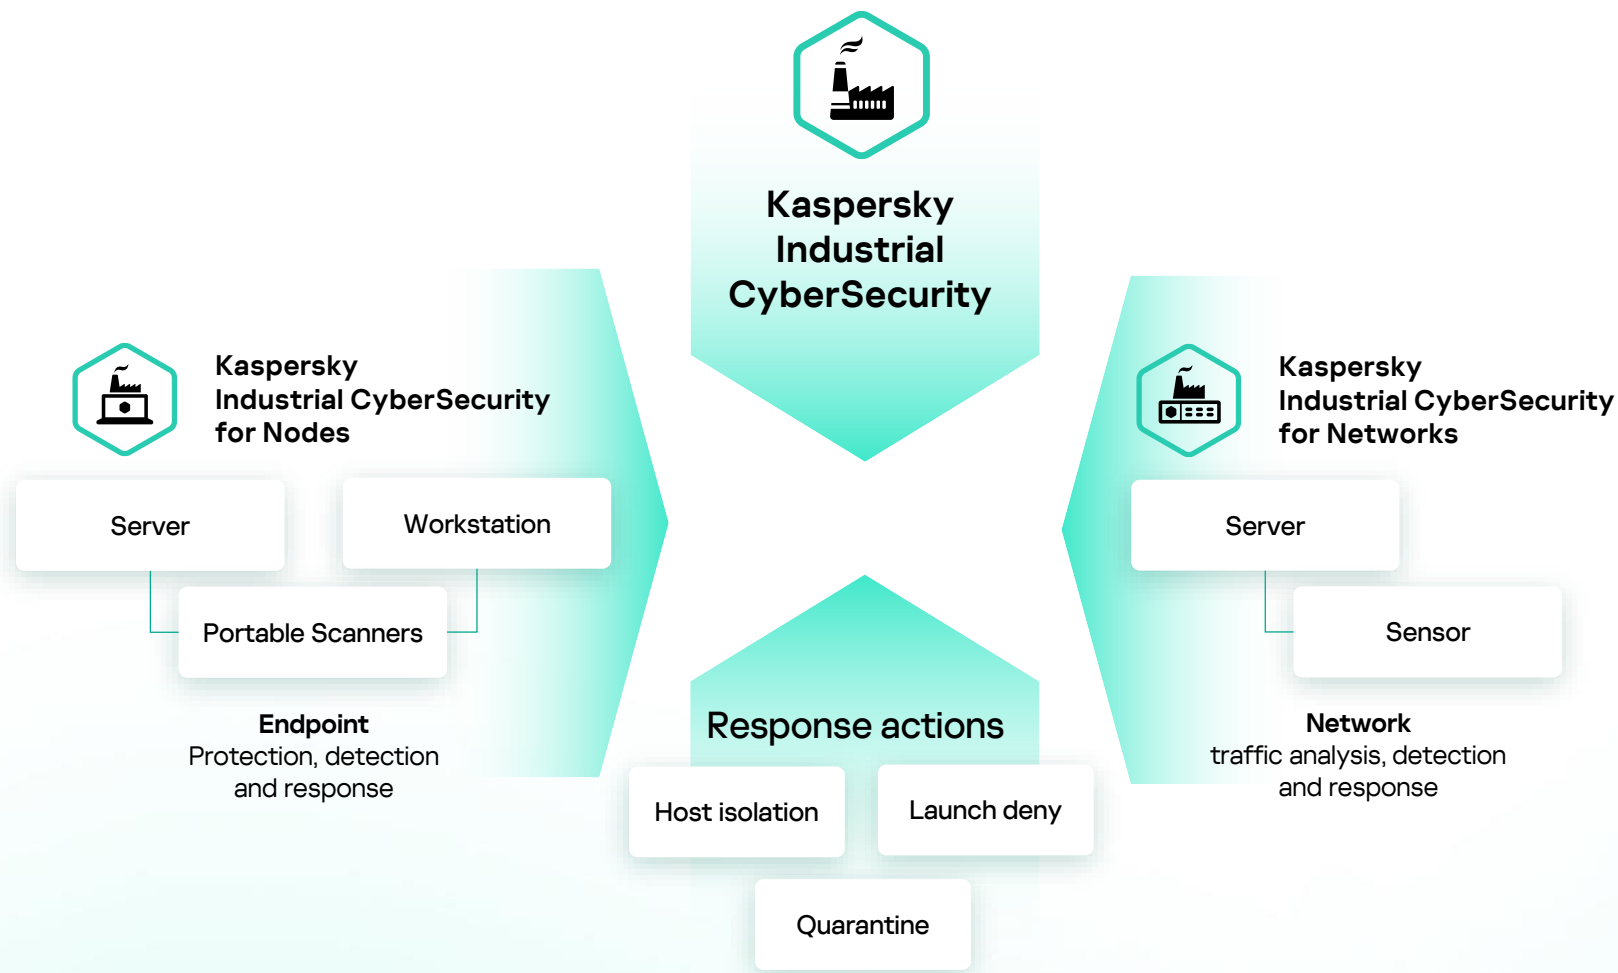 Kaspersky
Industrial
CyberSecurity
Kaspersky
Industrial CyberSecurity
for Nodes
Server
Workstation
Portable Scanners
Endpoint
Protection, detection
and response
Response actions
Host isolation
Launch deny
Quarantine
Kaspersky
Industrial CyberSecurity
for Networks
Server
Sensor
Network
traffic analysis, detection
and response